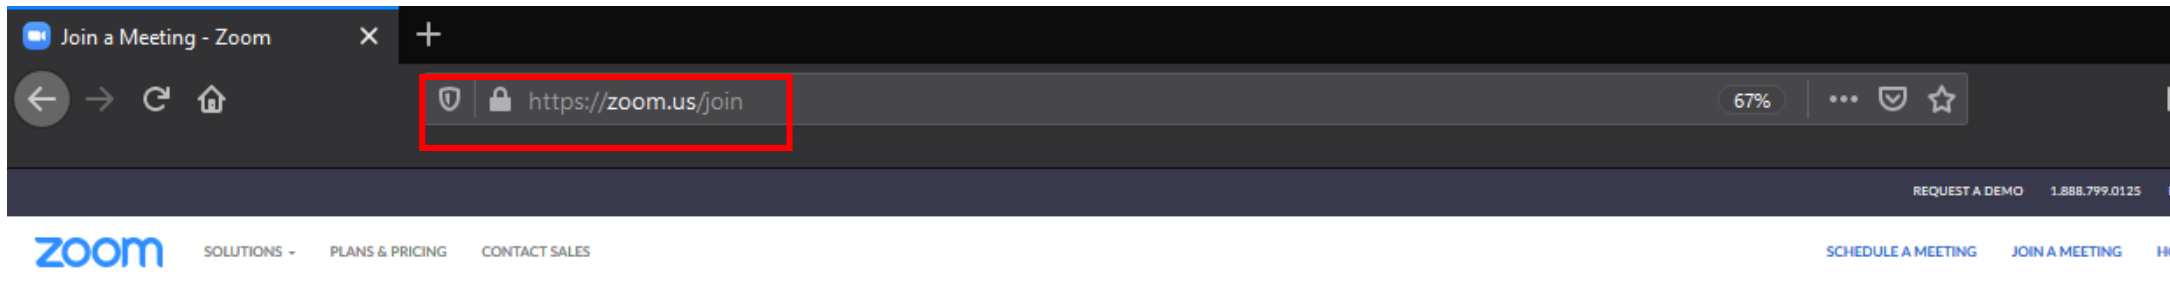 Join a Meeting - Zoom
https://zoom.us/join 67%
REQUEST A DEMO 1.888.799.0125
zoom SOLUTIONS PLANS & PRICING CONTACT SALES SCHEDULE A MEETING JOIN A MEETING